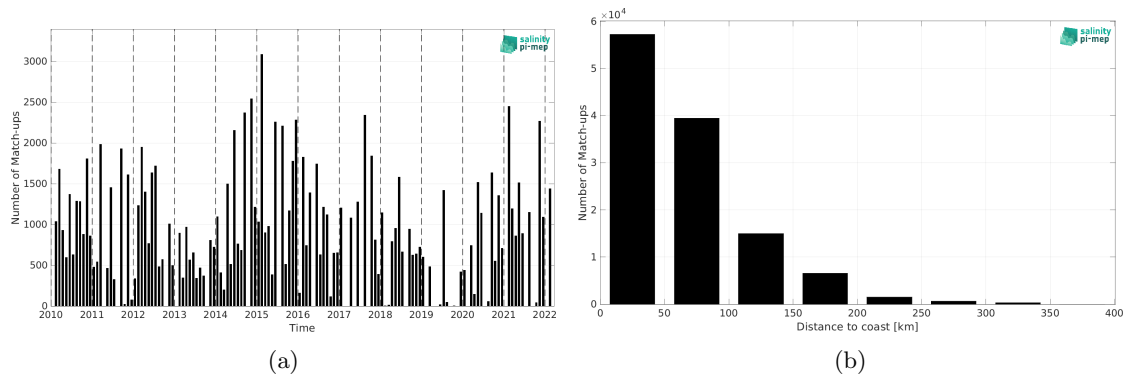 salinity
pi-mep
Number of Match-ups
3000
2500
2000
1500
1000
500
0
2010 2011 2012 2013 2014 2015 2016 2017 2018 2019 2020 2021 2022
Time
(a)
×10⁴
salinity
pi-mep
Number of Match-ups
6
5
4
3
2
1
0
0 50 100 150 200 250 300 350 400
Distance to coast [km]
(b)